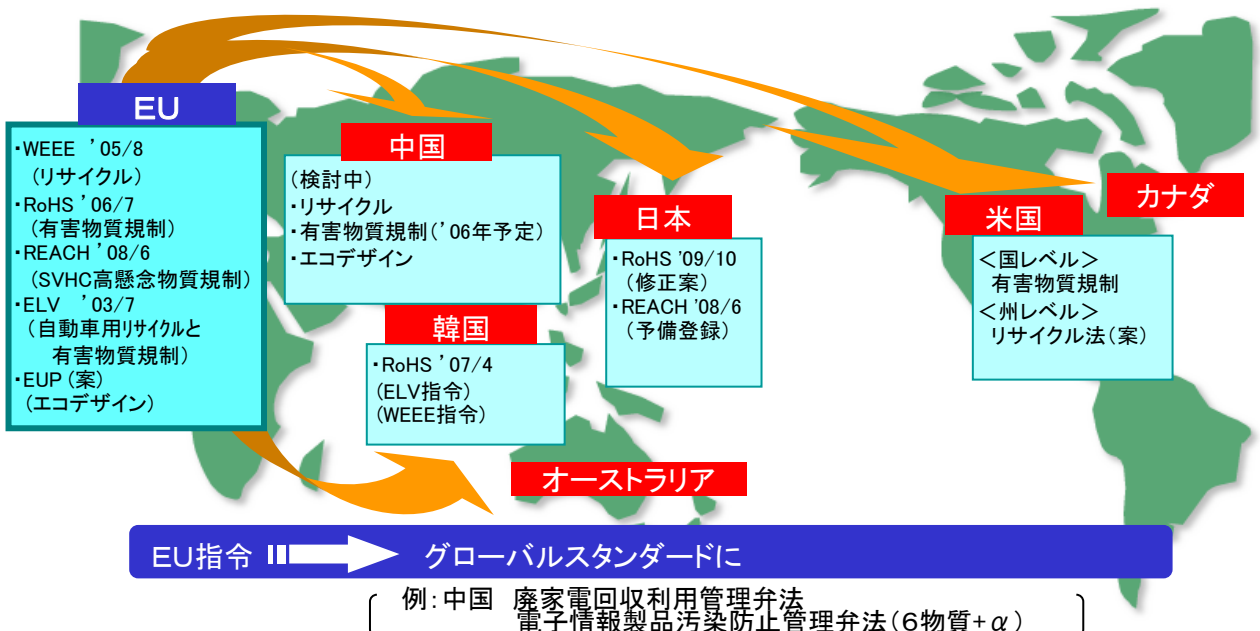 EU
・WEEE ’05/8
(リサイクル)
・RoHS ’06/7
(有害物質規制)
・REACH ’08/6
(SVHC高懸念物質規制)
・ELV ’03/7
(自動車用リサイクルと
有害物質規制)
・EUP (案)
(エコデザイン)
中国
(検討中)
・リサイクル
・有害物質規制(’06年予定)
・エコデザイン
韓国
・RoHS ’07/4
(ELV指令)
(WEEE指令)
日本
・RoHS '09/10
(修正案)
・REACH '08/6
(予備登録)
米国
<国レベル>
有害物質規制
<州レベル>
リサイクル法(案)
カナダ
オーストラリア
EU指令 グローバルスタンダードに
例:中国 廃家電回収利用管理弁法
電子情報製品汚染防止管理弁法(6物質+α)